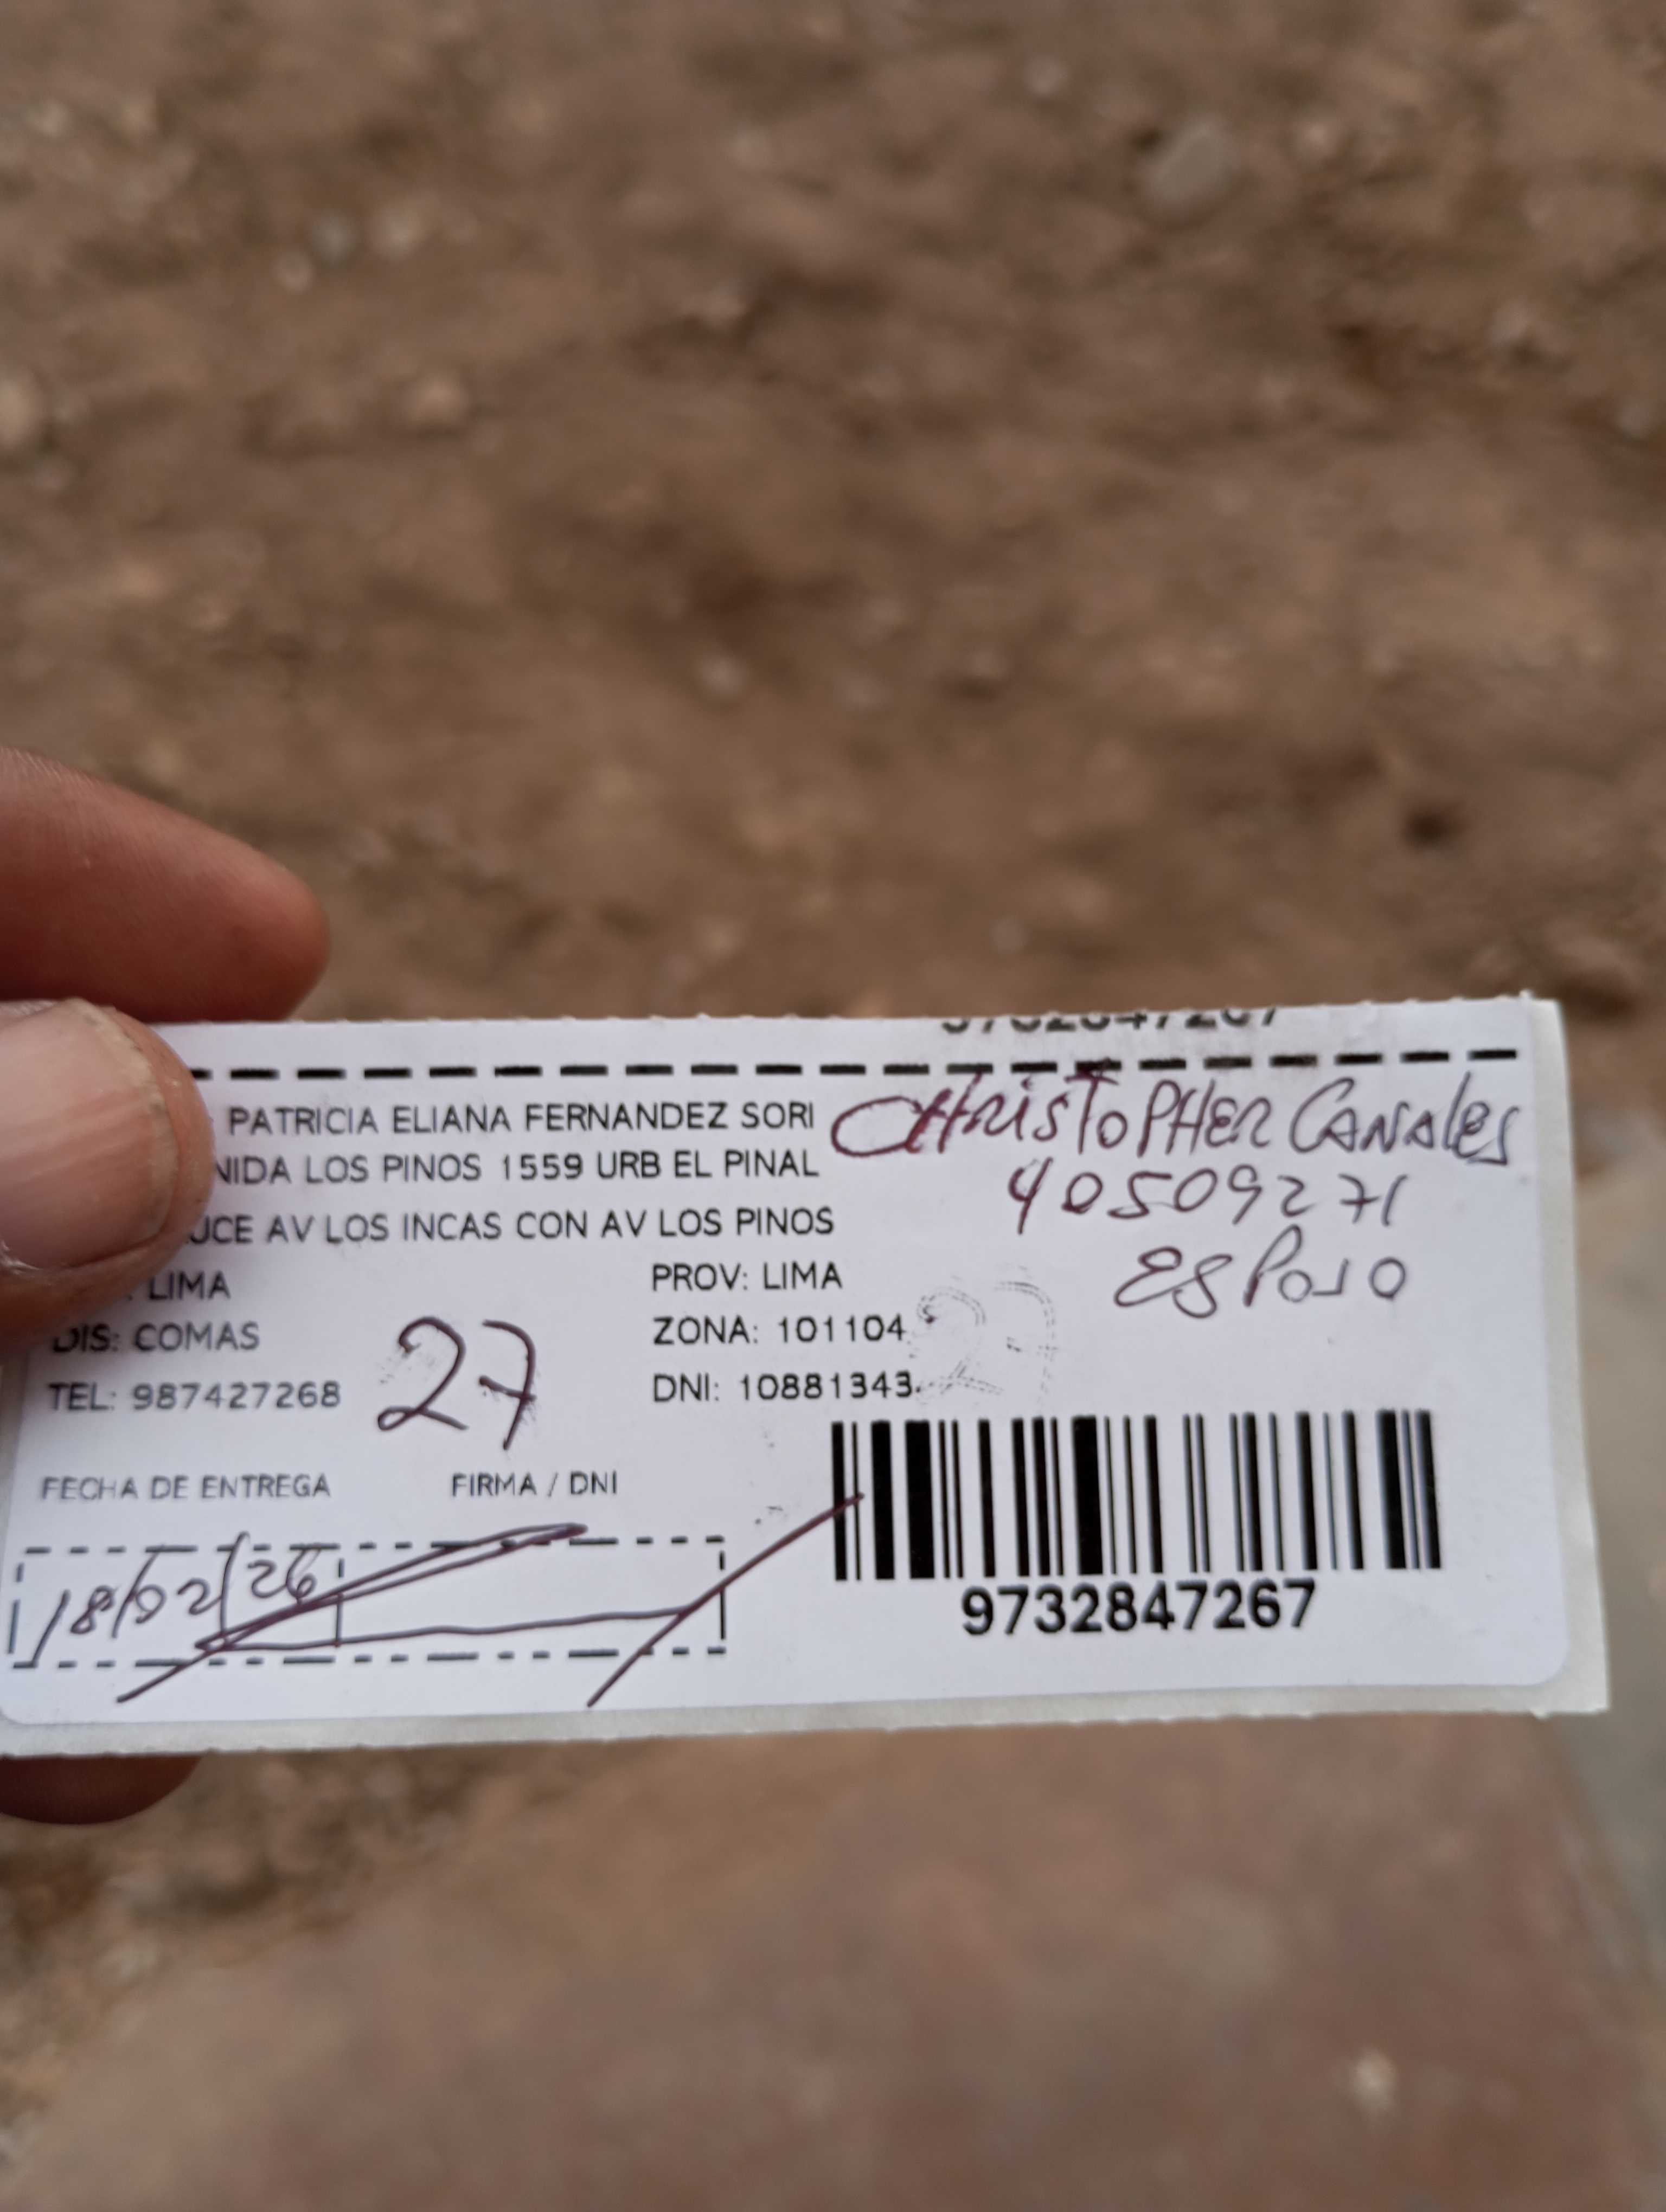 PATRICIA ELIANA FERNANDEZ SORI
NIDA LOS PINOS 1559 URB EL PINAL
UCE AV LOS INCAS CON AV LOS PINOS
LIMA
PROV: LIMA
DIS: COMAS
ZONA: 101104
TEL: 987427268
DNI: 10881343
27
27
CHRISTOPHER CANALES
40509271
ESPOSO
FECHA DE ENTREGA
FIRMA / DNI
18/02/26
9732847267